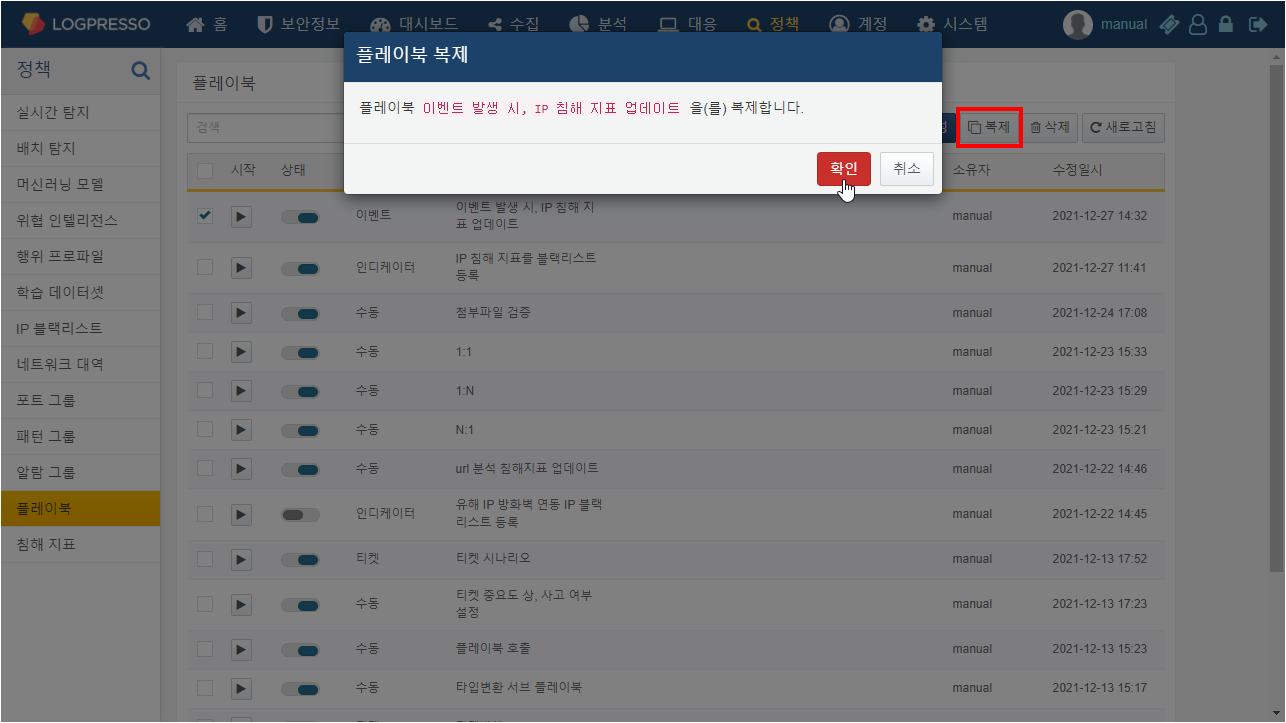 LOGPRESSO 홈 보안정보 대시보드 수집 분석 대응 정책 계정 시스템 manual
플레이북 복제
플레이북 이벤트 발생 시, IP 침해 지표 업데이트 을(를) 복제합니다.
확인 취소
정책
실시간 탐지
배치 탐지
머신러닝 모델
위협 인텔리전스
행위 프로파일
학습 데이터셋
IP 블랙리스트
네트워크 대역
포트 그룹
패턴 그룹
알람 그룹
플레이북
침해 지표
플레이북
검색 복제 삭제 새로고침
시작 상태 소유자 수정일시
이벤트 이벤트 발생 시, IP 침해 지 manual 2021-12-27 14:32
표 업데이트
인디케이터 IP 침해 지표를 블랙리스트 manual 2021-12-27 11:41
등록
수동 첨부파일 검증 manual 2021-12-24 17:08
수동 1:1 manual 2021-12-23 15:33
수동 1:N manual 2021-12-23 15:29
수동 N:1 manual 2021-12-23 15:21
수동 url 분석 침해지표 업데이트 manual 2021-12-22 14:46
인디케이터 유해 IP 방화벽 연동 IP 블랙 manual 2021-12-22 14:45
리스트 등록
티켓 티켓 시나리오 manual 2021-12-13 17:52
수동 티켓 중요도 상, 사고 여부 manual 2021-12-13 17:23
설정
수동 플레이북 호출 manual 2021-12-13 15:23
수동 타입변환 서브 플레이북 manual 2021-12-13 15:17